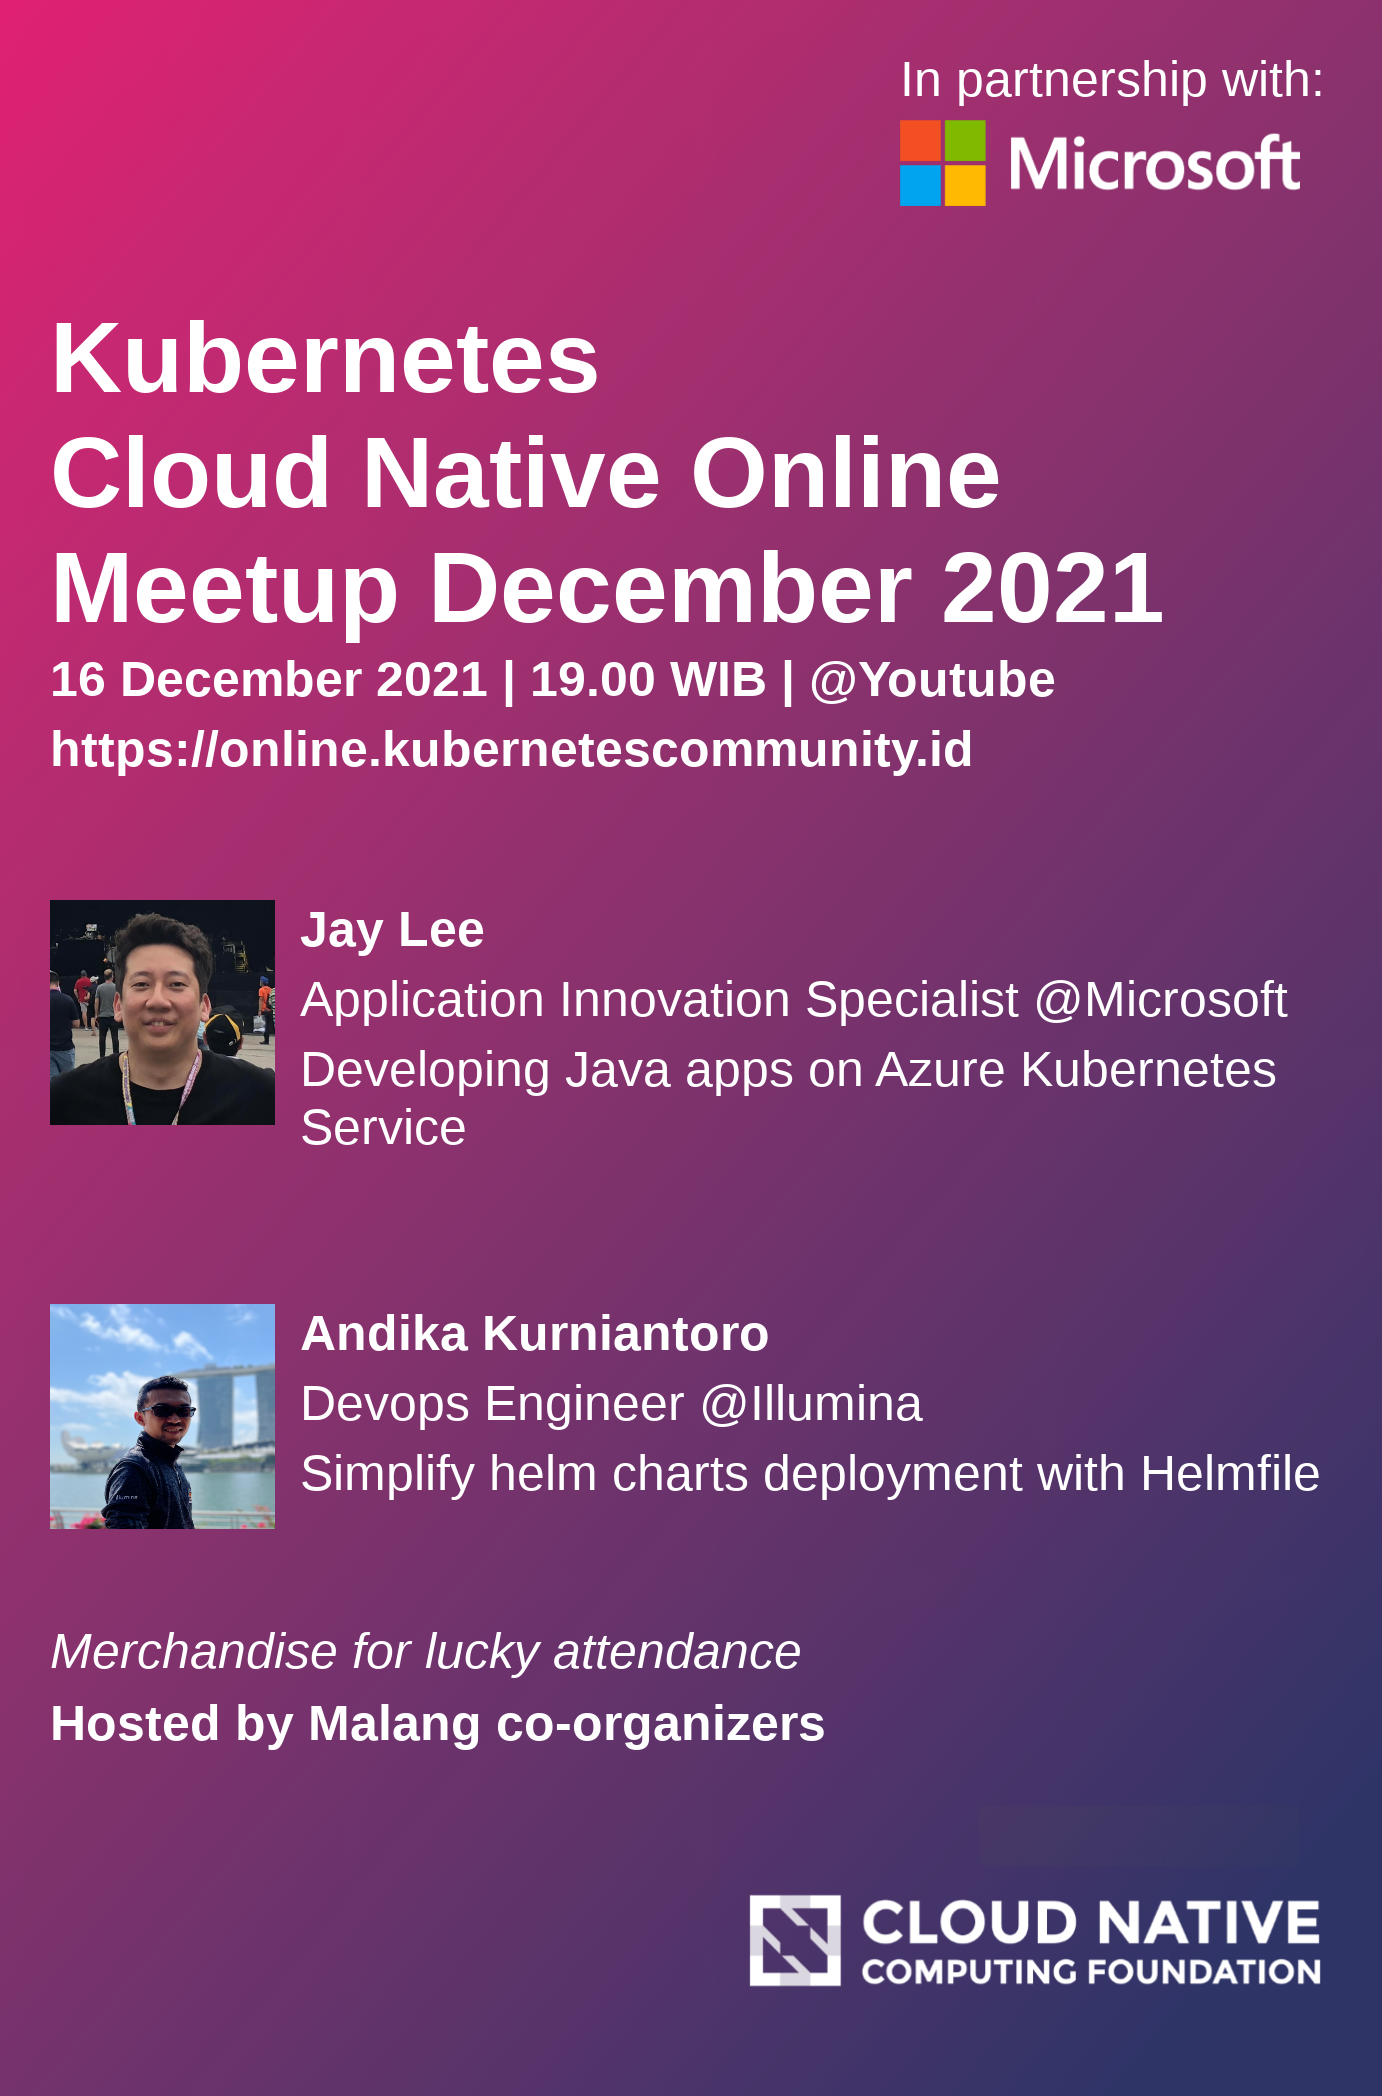 In partnership with:
Microsoft
Kubernetes
Cloud Native Online
Meetup December 2021
16 December 2021 | 19.00 WIB | @Youtube
https://online.kubernetescommunity.id
Jay Lee
Application Innovation Specialist @Microsoft
Developing Java apps on Azure Kubernetes
Service
Andika Kurniantoro
Devops Engineer @Illumina
Simplify helm charts deployment with Helmfile
illumina
Merchandise for lucky attendance
Hosted by Malang co-organizers
CLOUD NATIVE
COMPUTING FOUNDATION